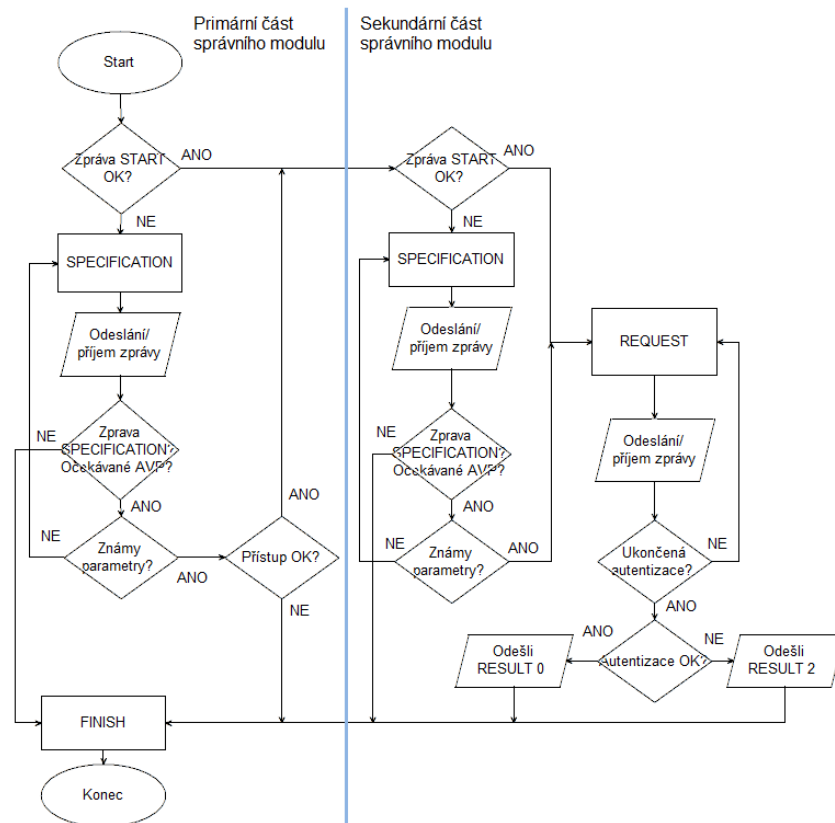 Primární část
správního modulu
Sekundární část
správního modulu
Start
Zpráva START
OK?
ANO
NE
SPECIFICATION
Odeslání/
příjem zprávy
NE
Zprava
SPECIFICATION?
Očekávané AVP?
ANO
NE
Známy
parametry?
ANO
ANO
Přístup OK?
NE
Zpráva START
OK?
ANO
NE
SPECIFICATION
Odeslání/
příjem zprávy
NE
Zprava
SPECIFICATION?
Očekávané AVP?
ANO
NE
Známy
parametry?
ANO
REQUEST
Odeslání/
příjem zprávy
Ukončená
autentizace?
NE
ANO
ANO
Autentizace OK?
NE
Odešli
RESULT 0
Odešli
RESULT 2
FINISH
Konec